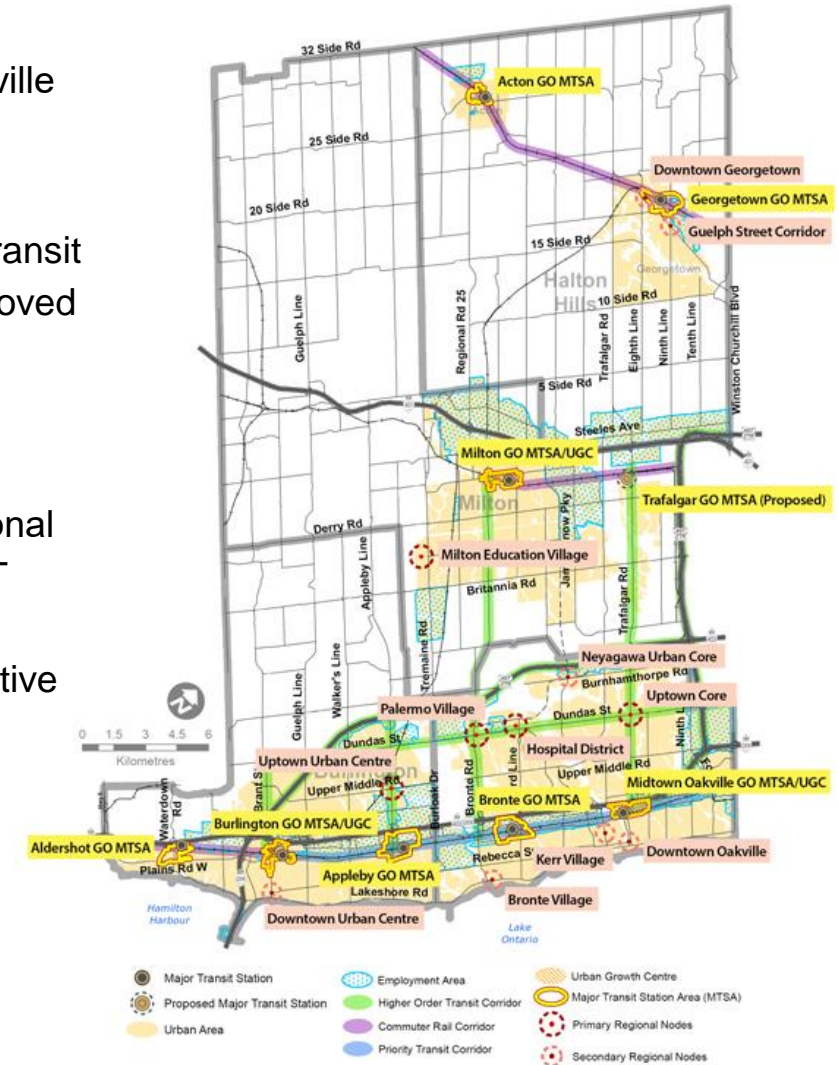 ville
ransit
oved
onal
-
tive
32 Side Rd
Acton GO MTSA
25 Side Rd
Downtown Georgetown
Georgetown GO MTSA
20 Side Rd
Guelph Street Corridor
15 Side Rd
Georgetown
Halton
Hills
10 Side Rd
Guelph Line
Regional Rd 25
Trafalgar Rd
Eighth Line
Ninth Line
Tenth Line
Winston Churchill Blvd
5 Side Rd
Steeles Ave
Milton GO MTSA/UGC
Milton
Trafalgar GO MTSA (Proposed)
Derry Rd
now Pky
Milton Education Village
Appleby Line
Britannia Rd
Trafalgar Rd
Tremaine Rd
Neyagawa Urban Core
Burnhamthorpe Rd
Walker's Line
Guelph Line
Palermo Village
Uptown Core
Dundas St
Ninth L
0 1.5 3 4.5 6
Kilometres
Dundas St
Hospital District
Uptown Urban Centre
Bronte Rd
rd Line
Upper Middle Rd
Upper Middle Rd
Midtown Oakville GO MTSA/UGC
Waterdown
Rd
Brant S
Burloak Dr
Bronte GO MTSA
Burlington GO MTSA/UGC
Aldershot GO MTSA
Plains Rd W
Appleby GO MTSA
Rebecca S
Kerr Village
Downtown Oakville
Lakeshore Rd
Bronte Village
Hamilton
Harbour
Downtown Urban Centre
Lake
Ontario
Major Transit Station
Proposed Major Transit Station
Urban Area
Employment Area
Higher Order Transit Corridor
Commuter Rail Corridor
Priority Transit Corridor
Urban Growth Centre
Major Transit Station Area (MTSA)
Primary Regional Nodes
Secondary Regional Nodes